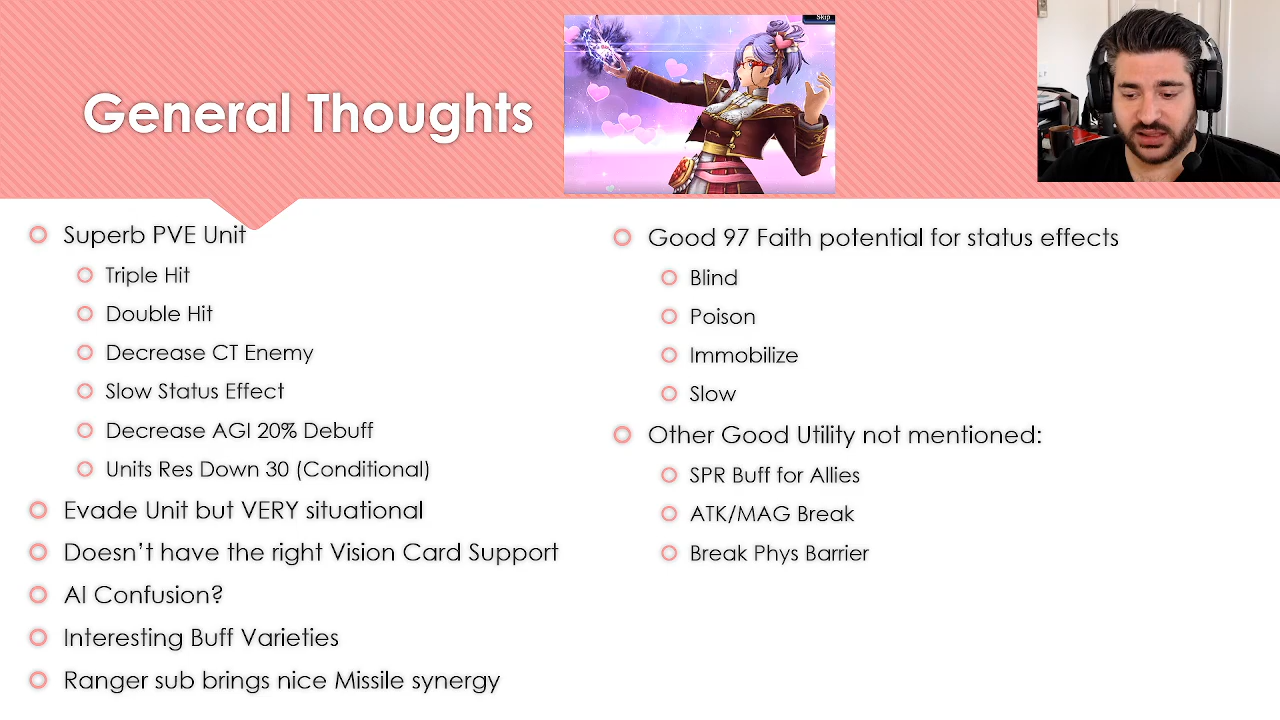 General Thoughts
Skip
Superb PVE Unit
Triple Hit
Double Hit
Decrease CT Enemy
Slow Status Effect
Decrease AGI 20% Debuff
Units Res Down 30 (Conditional)
Evade Unit but VERY situational
Doesn’t have the right Vision Card Support
AI Confusion?
Interesting Buff Varieties
Ranger sub brings nice Missile synergy
Good 97 Faith potential for status effects
Blind
Poison
Immobilize
Slow
Other Good Utility not mentioned:
SPR Buff for Allies
ATK/MAG Break
Break Phys Barrier